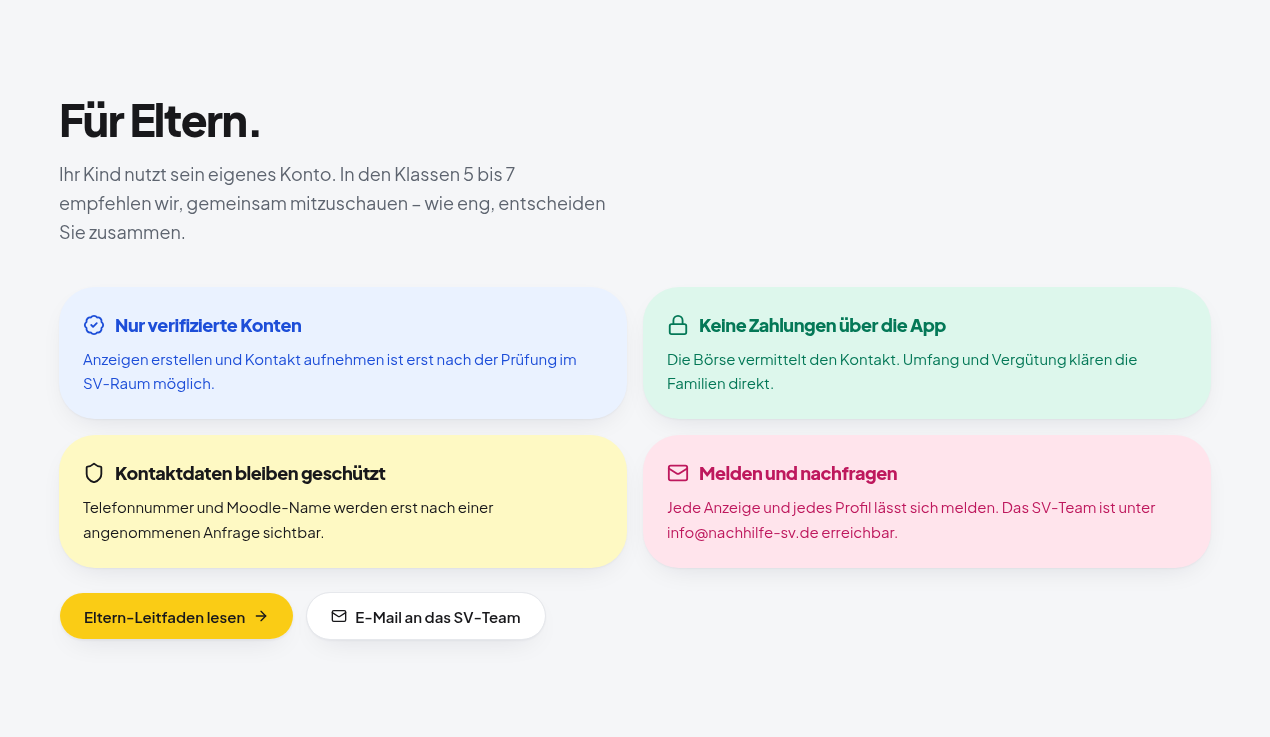 Für Eltern.
Ihr Kind nutzt sein eigenes Konto. In den Klassen 5 bis 7
empfehlen wir, gemeinsam mitzuschauen – wie eng, entscheiden
Sie zusammen.
Nur verifizierte Konten
Anzeigen erstellen und Kontakt aufnehmen ist erst nach der Prüfung im
SV-Raum möglich.
Keine Zahlungen über die App
Die Börse vermittelt den Kontakt. Umfang und Vergütung klären die
Familien direkt.
Kontaktdaten bleiben geschützt
Telefonnummer und Moodle-Name werden erst nach einer
angenommenen Anfrage sichtbar.
Melden und nachfragen
Jede Anzeige und jedes Profil lässt sich melden. Das SV-Team ist unter
info@nachhilfe-sv.de erreichbar.
Eltern-Leitfaden lesen
E-Mail an das SV-Team